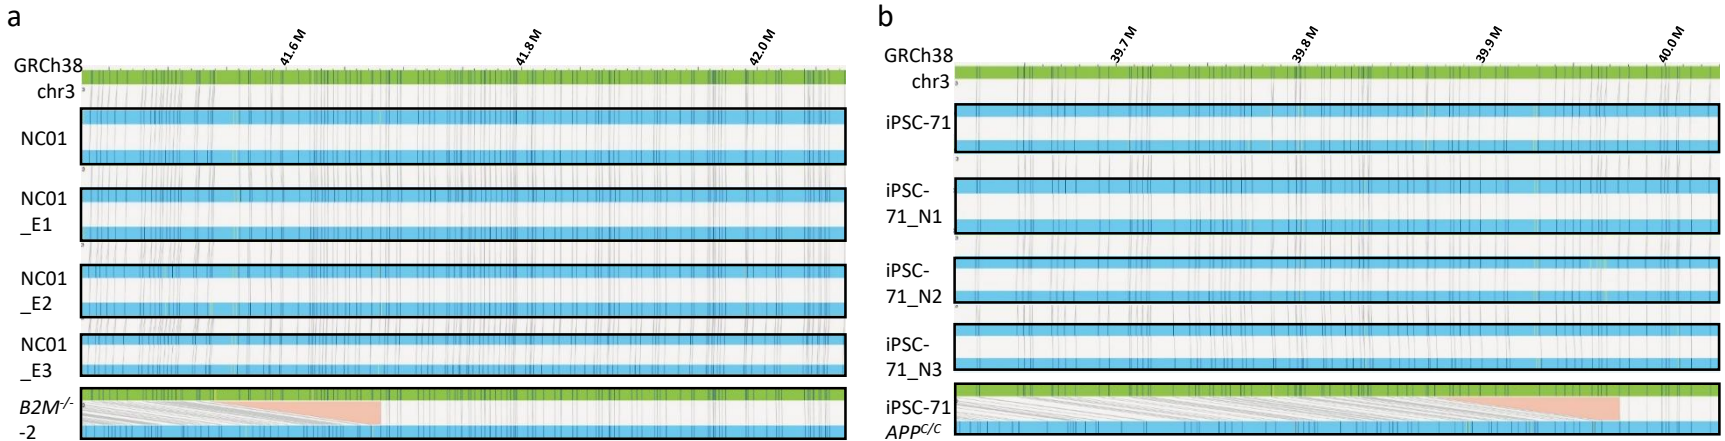 a
41.6 M
41.8 M
42.0 M
GRCh38
chr3
NC01
NC01
_E1
NC01
_E2
NC01
_E3
B2M-/-
-2
b
39.7 M
39.8 M
39.9 M
40.0 M
GRCh38
chr3
iPSC-71
iPSC-
71_N1
iPSC-
71_N2
iPSC-
71_N3
iPSC-71
APPC/C